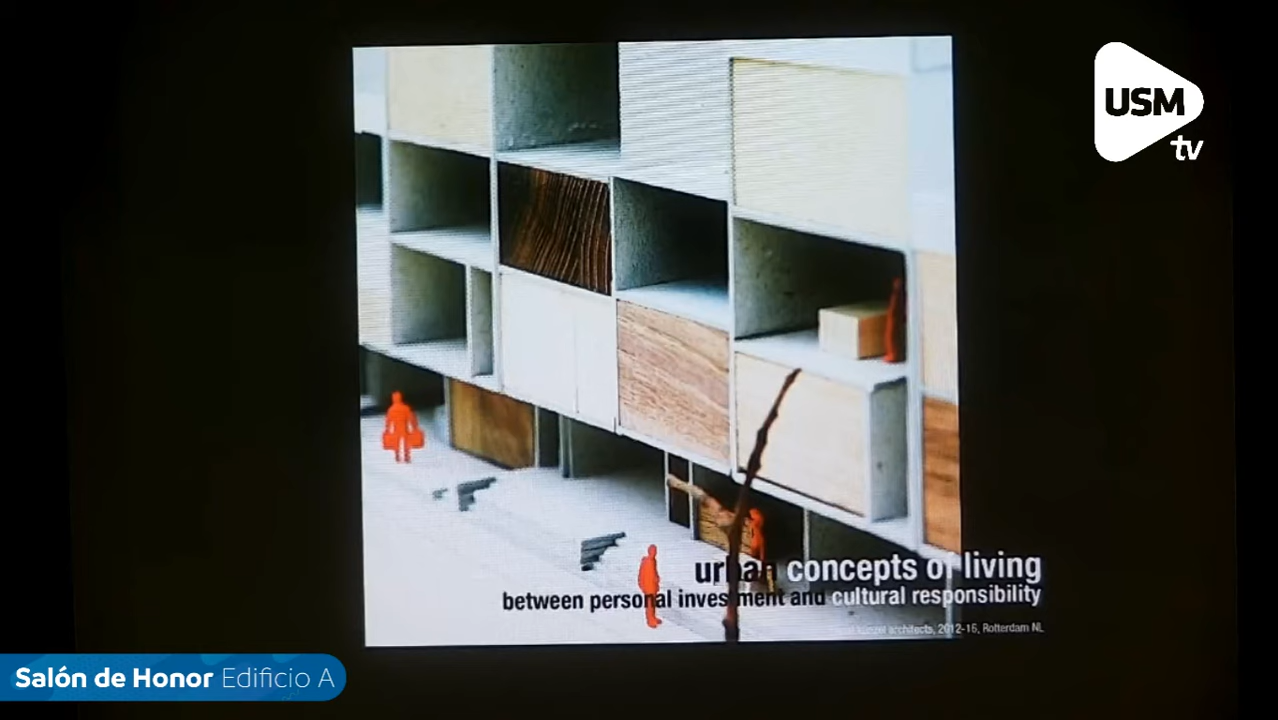 USM
tv
urban concepts of living
between personal investment and cultural responsibility
architects, 2012-16, Rotterdam NL
Salón de Honor Edificio A